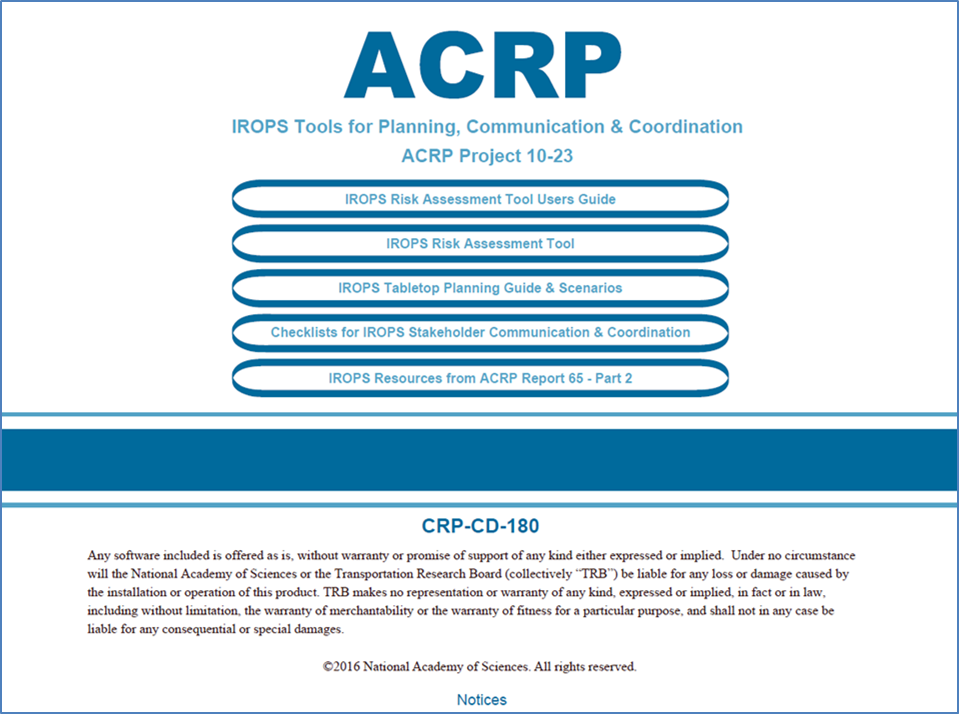 ACRP
IROPS Tools for Planning, Communication & Coordination
ACRP Project 10-23
IROPS Risk Assessment Tool Users Guide
IROPS Risk Assessment Tool
IROPS Tabletop Planning Guide & Scenarios
Checklists for IROPS Stakeholder Communication & Coordination
IROPS Resources from ACRP Report 65 - Part 2
CRP-CD-180
Any software included is offered as is, without warranty or promise of support of any kind either expressed or implied.  Under no circumstance
will the National Academy of Sciences or the Transportation Research Board (collectively “TRB”) be liable for any loss or damage caused by
the installation or operation of this product. TRB makes no representation or warranty of any kind, expressed or implied, in fact or in law,
including without limitation, the warranty of merchantability or the warranty of fitness for a particular purpose, and shall not in any case be
liable for any consequential or special damages.
©2016 National Academy of Sciences. All rights reserved.
Notices